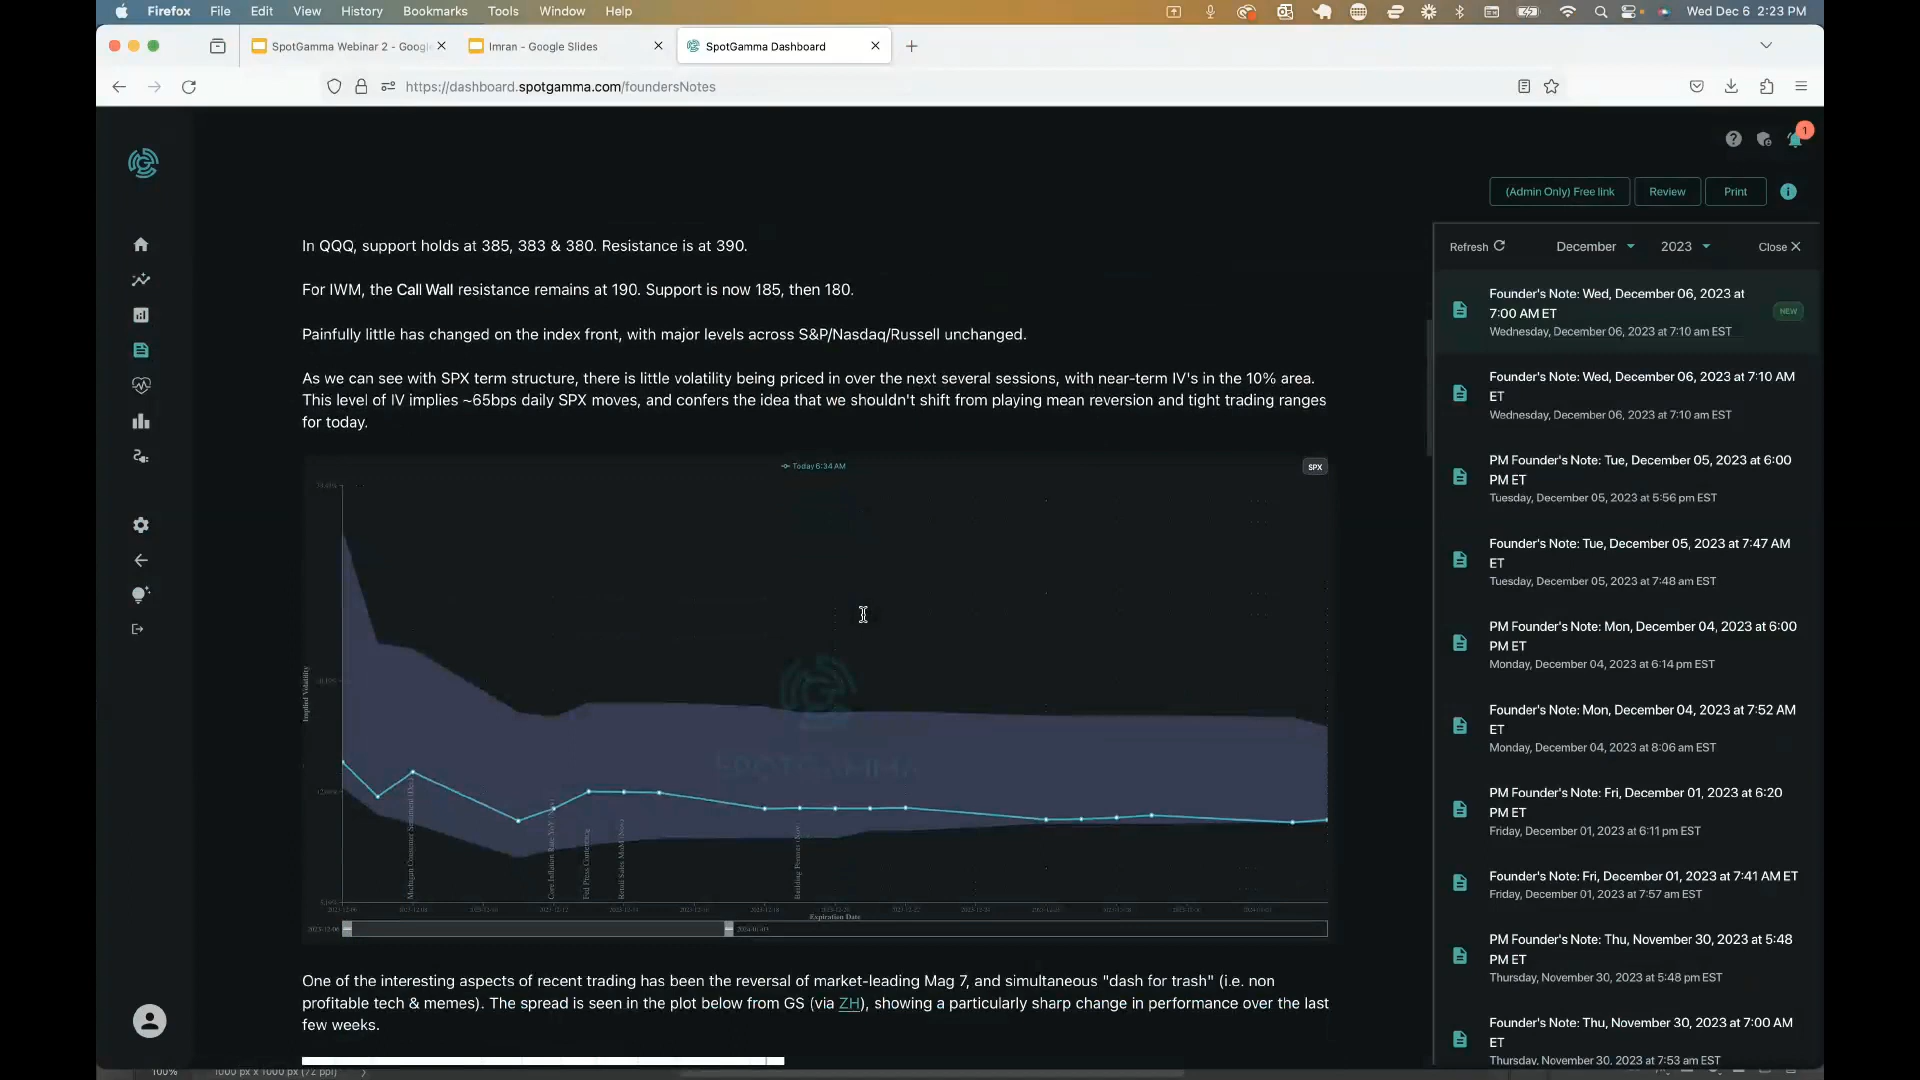 Firefox File Edit View History Bookmarks Tools Window Help
Wed Dec 6 2:23 PM
SpotGamma Webinar 2 - Googl
Imran - Google Slides
SpotGamma Dashboard
https://dashboard.spotgamma.com/foundersNotes
1
(Admin Only) Free link
Review
Print
In QQQ, support holds at 385, 383 & 380. Resistance is at 390.
For IWM, the Call Wall resistance remains at 190. Support is now 185, then 180.
Painfully little has changed on the index front, with major levels across S&P/Nasdaq/Russell unchanged.
As we can see with SPX term structure, there is little volatility being priced in over the next several sessions, with near-term IV's in the 10% area.
This level of IV implies ~65bps daily SPX moves, and confers the idea that we shouldn't shift from playing mean reversion and tight trading ranges
for today.
Today 6:34 AM
SPX
Implied Volatility
SPOTGAMMA
Expiration Date
One of the interesting aspects of recent trading has been the reversal of market-leading Mag 7, and simultaneous "dash for trash" (i.e. non
profitable tech & memes). The spread is seen in the plot below from GS (via ZH), showing a particularly sharp change in performance over the last
few weeks.
Refresh
December
2023
Close
Founder's Note: Wed, December 06, 2023 at
7:00 AM ET
NEW
Wednesday, December 06, 2023 at 7:10 am EST
Founder's Note: Wed, December 06, 2023 at 7:10 AM
ET
Wednesday, December 06, 2023 at 7:10 am EST
PM Founder's Note: Tue, December 05, 2023 at 6:00
PM ET
Tuesday, December 05, 2023 at 5:56 pm EST
Founder's Note: Tue, December 05, 2023 at 7:47 AM
ET
Tuesday, December 05, 2023 at 7:48 am EST
PM Founder's Note: Mon, December 04, 2023 at 6:00
PM ET
Monday, December 04, 2023 at 6:14 pm EST
Founder's Note: Mon, December 04, 2023 at 7:52 AM
ET
Monday, December 04, 2023 at 8:06 am EST
PM Founder's Note: Fri, December 01, 2023 at 6:20
PM ET
Friday, December 01, 2023 at 6:11 pm EST
Founder's Note: Fri, December 01, 2023 at 7:41 AM ET
Friday, December 01, 2023 at 7:57 am EST
PM Founder's Note: Thu, November 30, 2023 at 5:48
PM ET
Thursday, November 30, 2023 at 5:48 pm EST
Founder's Note: Thu, November 30, 2023 at 7:00 AM
ET
Thursday, November 30, 2023 at 7:53 am EST
100%
1000 px x 1000 px (72 ppi)